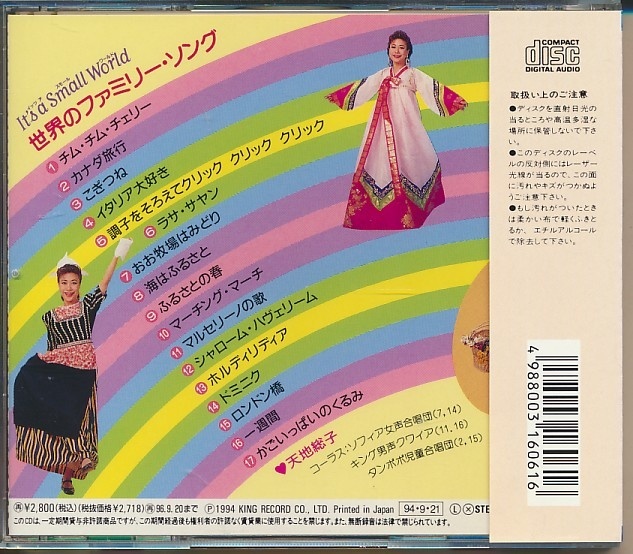 イッツ ア スモール ワールド
It's a Small World
世界のファミリー・ソング
1 チム・チム・チェリー
2 カナダ旅行
3 こぎつね
4 イタリア大好き
5 調子をそろえてクリック クリック クリック
6 ラサ・サヤン
7 おお牧場はみどり
8 海はふるさと
9 ふるさとの春
10 マーチング・マーチ
11 マルセリーノの歌
12 シャローム・ハヴェリーム
13 ホルディリディア
14 ドミニク
15 ロンドン橋
16 一週間
17 かごいっぱいのくるみ
♥天地総子
コーラス:ソフィア女声合唱団(7,14)
キング男声クワイア(11,16)
タンポポ児童合唱団(2,15)
COMPACT
disc
DIGITAL AUDIO
取扱い上のご注意
●ディスクを直射日光の
当るところや高温多湿な
場所に保管しないで下さ
い。
●このディスクのレーベ
ルの反対側にはレーザー
光線が当るので、この面
に汚れやキズがつかぬよ
うご注意下さい。
●もし汚れがついたときは
柔かい布で軽くふきと
るか、エチルアルコール
で除去して下さい。
4988003160616
再 ¥2,800(税込)(税抜価格¥2,718) 再 96.9.20まで Ⓟ1994 KING RECORD CO., LTD. Printed in Japan 94・9・21 Ⓛ Ⓧ STE
このCDは、一定期間貸与非許諾商品ですが、この期間経過後も権利者の許諾なく賃貸業に使用することを禁じます。また、無断録音は法律で禁じられています。